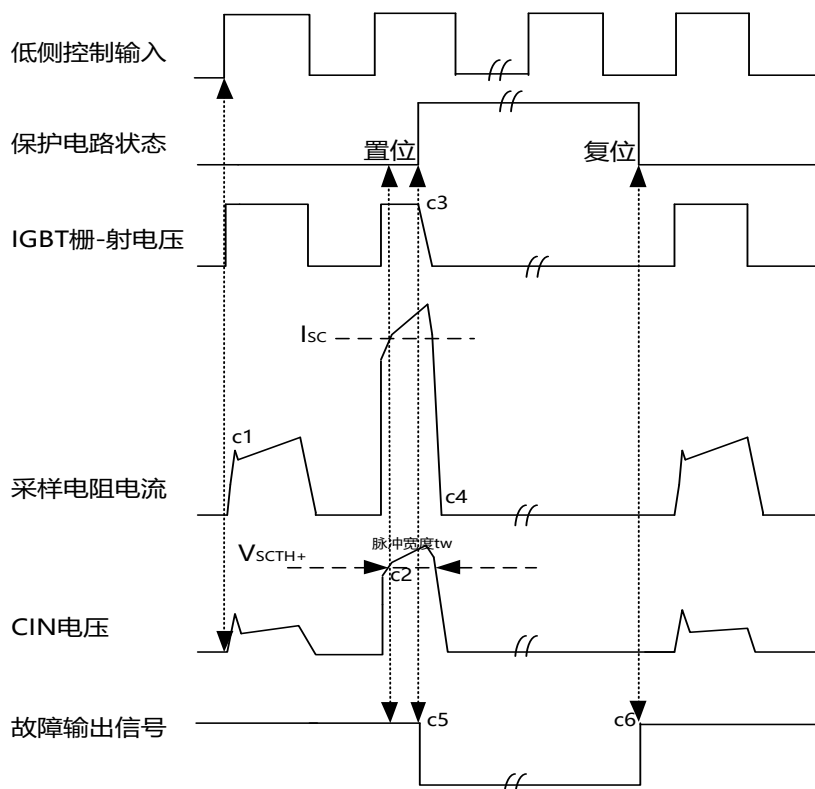 低侧控制输入
保护电路状态
置位
复位
c3
IGBT栅-射电压
ISC
c1
采样电阻电流
c4
脉冲宽度tw
VSCTH+
c2
CIN电压
故障输出信号
c5
c6